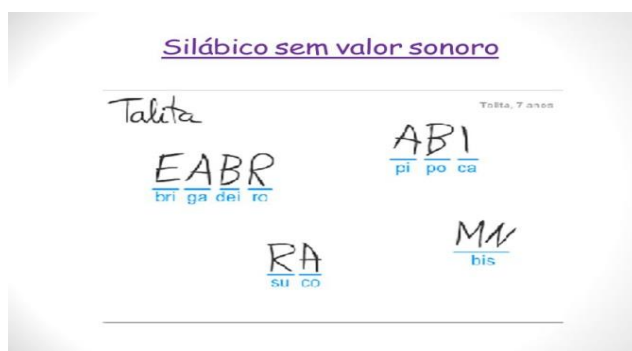 Silábico sem valor sonoro
Talita
Talita, 7 anos
EABR
bri ga dei ro
ABI
pi po ca
RA
su co
MN
bis